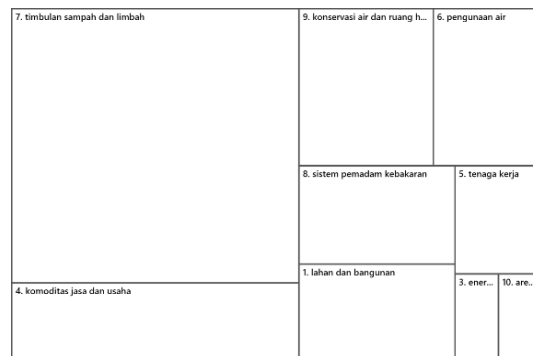 7. timbulan sampah dan limbah
9. konservasi air dan ruang h...
6. pengunaan air
8. sistem pemadam kebakaran
5. tenaga kerja
1. lahan dan bangunan
3. ener...
10. are...
4. komoditas jasa dan usaha